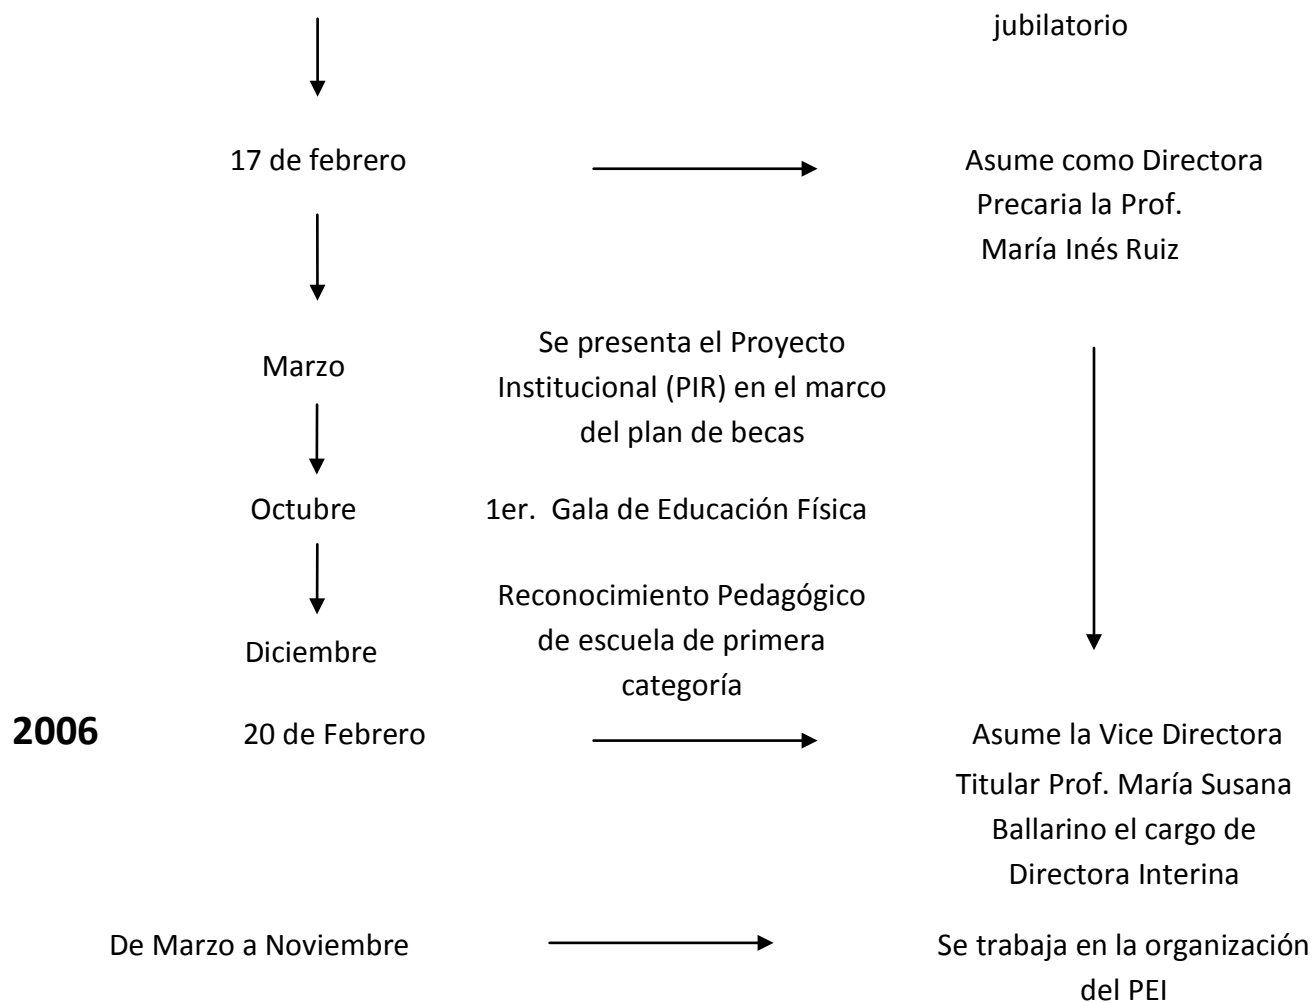 jubilatorio
17 de febrero
Asume como Directora
Precaria la Prof.
María Inés Ruiz
Marzo
Se presenta el Proyecto
Institucional (PIR) en el marco
del plan de becas
Octubre
1er. Gala de Educación Física
Diciembre
Reconocimiento Pedagógico
de escuela de primera
categoría
2006
20 de Febrero
Asume la Vice Directora
Titular Prof. María Susana
Ballarino el cargo de
Directora Interina
De Marzo a Noviembre
Se trabaja en la organización
del PEI